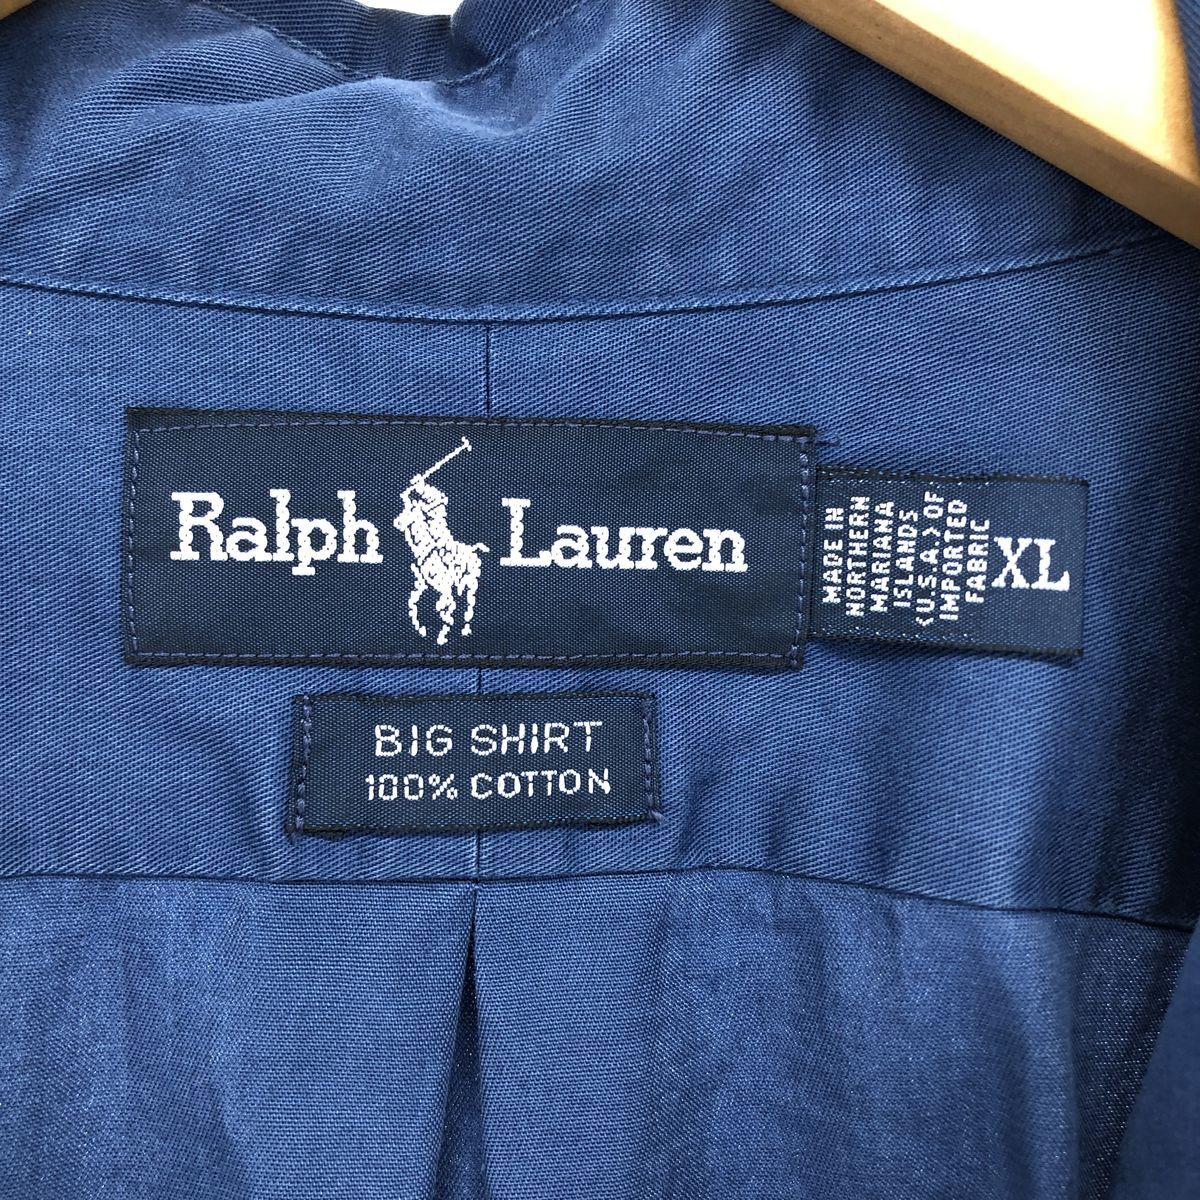 Ralph Lauren
MADE IN
NORTHERN
MARIANA
ISLANDS
(U.S.A.) OF
IMPORTED
FABRIC
XL
BIG SHIRT
100% COTTON